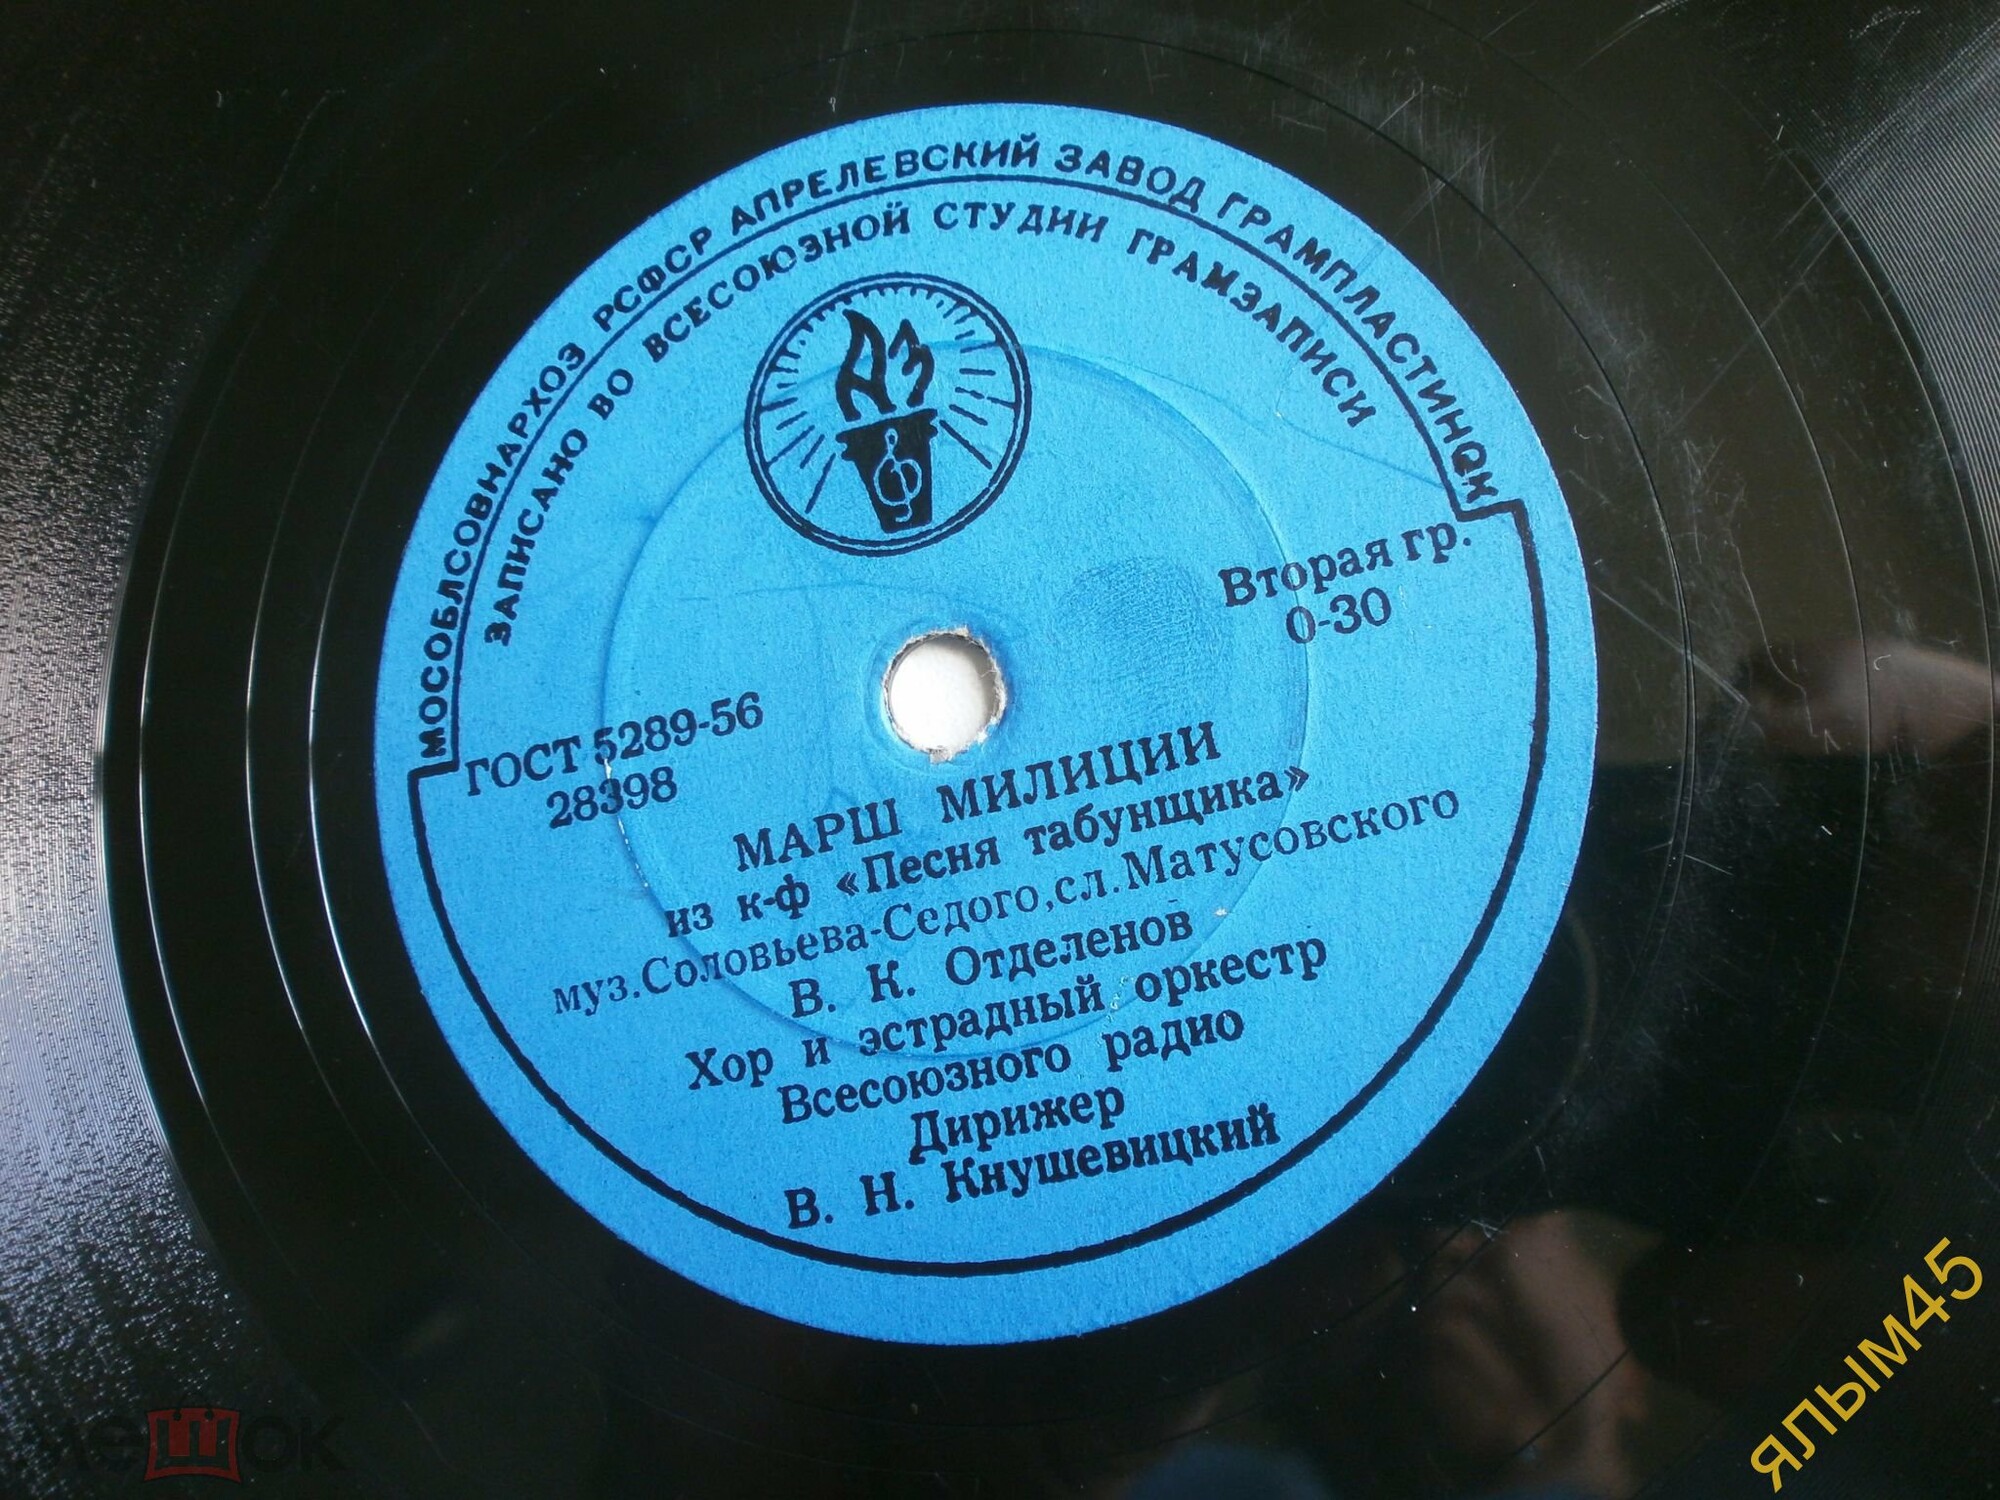 МОСОБЛСОВНАРХОЗ РСФСР АПРЕЛЕВСКИЙ ЗАВОД ГРАМПЛАСТИНОК
ЗАПИСАНО ВО ВСЕСОЮЗНОЙ СТУДИИ ГРАМЗАПИСИ
АЗ
Вторая гр.
0-30
ГОСТ 5289-56
28398
МАРШ МИЛИЦИИ
из к-ф «Песня табунщика»
муз.Соловьева-Седого,сл.Матусовского
В. К. Отделенов
Хор и эстрадный оркестр
Всесоюзного радио
Дирижер
В. Н. Кнушевицкий
ялым45
мешок